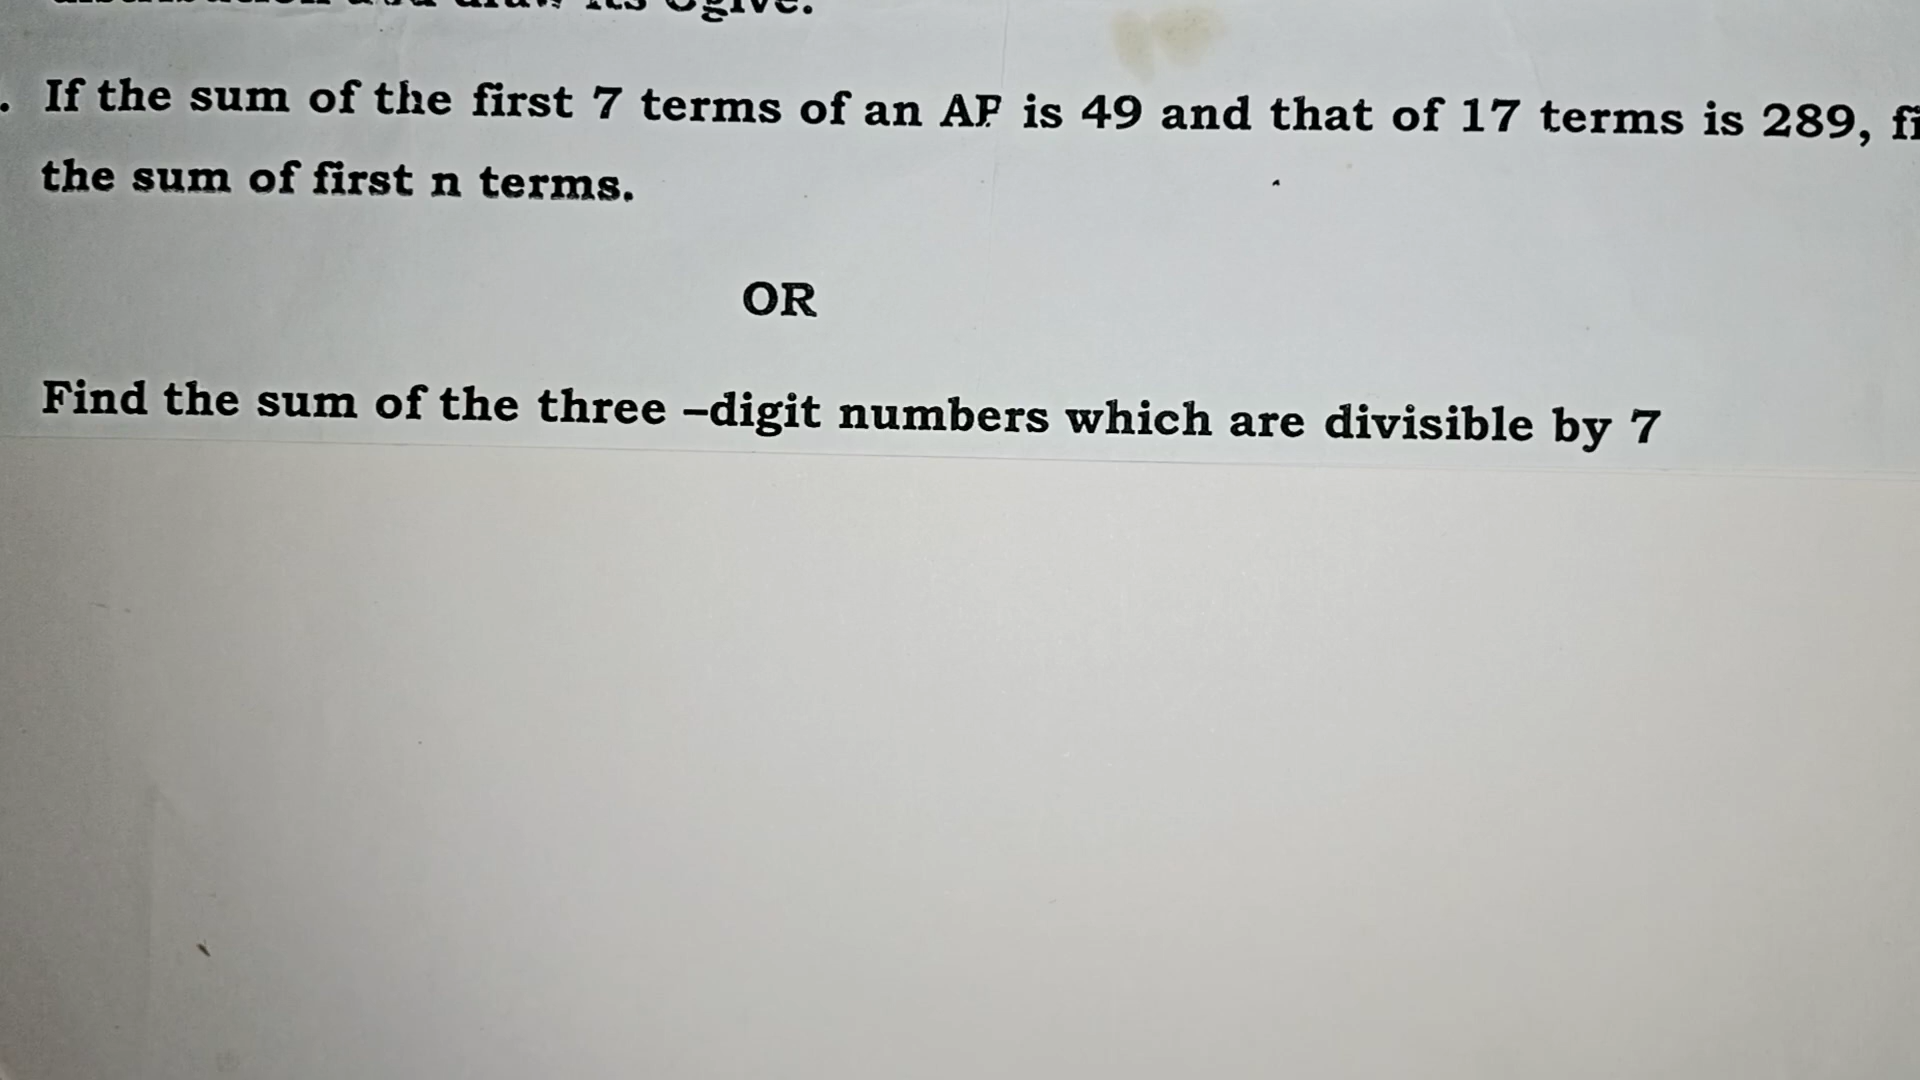 its Ogive.
. If the sum of the first 7 terms of an AP is 49 and that of 17 terms is 289,
the sum of first n terms.
OR
Find the sum of the three –digit numbers which are divisible by 7